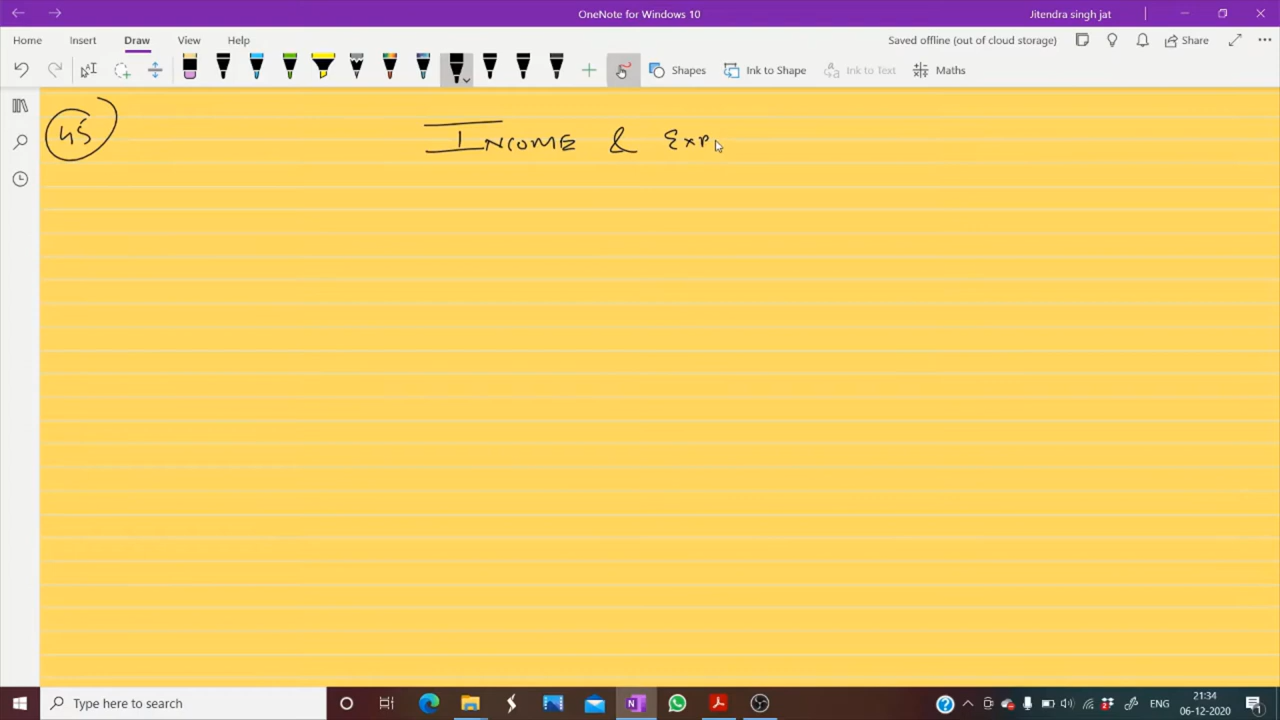 OneNote for Windows 10
Jitendra singh jat
Home Insert Draw View Help
Saved offline (out of cloud storage)
Share
Shapes
Ink to Shape
Ink to Text
Maths
45
INCOME & EXP
Type here to search
ENG
21:34
06-12-2020
1